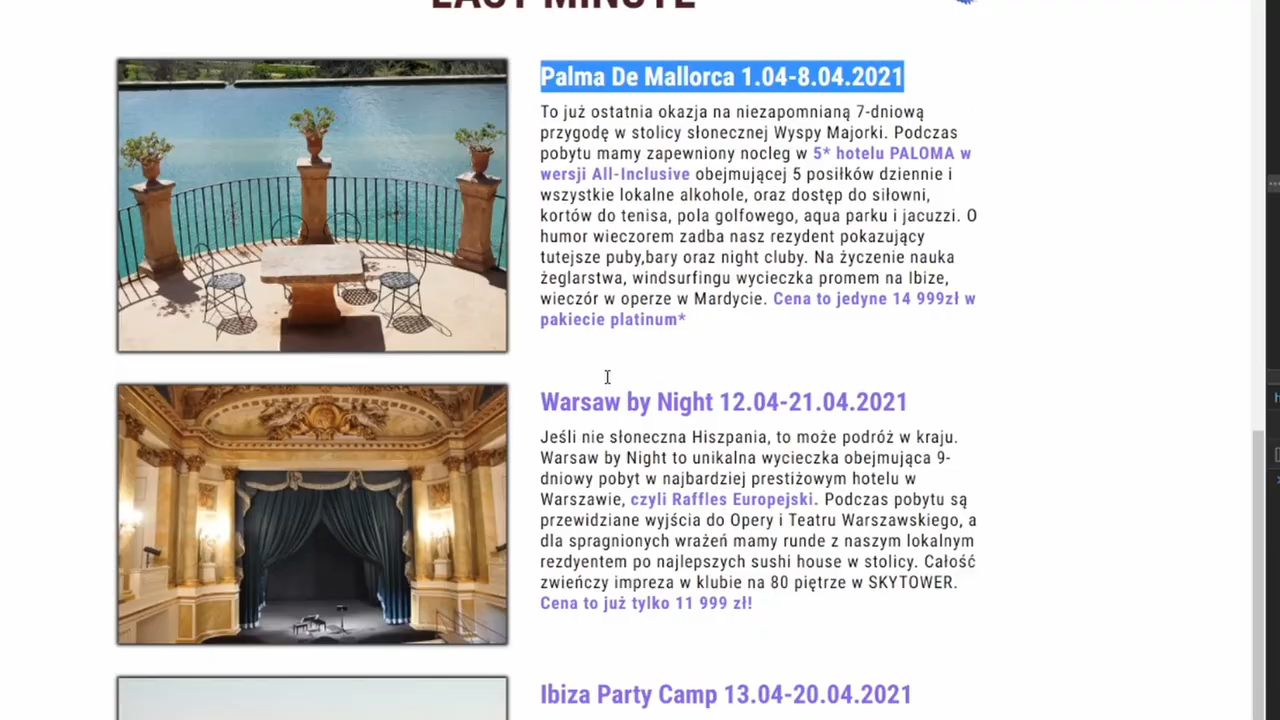 LAST MINUTE
Palma De Mallorca 1.04-8.04.2021
To już ostatnia okazja na niezapomnianą 7-dniową
przygodę w stolicy słonecznej Wyspy Majorki. Podczas
pobytu mamy zapewniony nocleg w 5* hotelu PALOMA w
wersji All-Inclusive obejmującej 5 posiłków dziennie i
wszystkie lokalne alkohole, oraz dostęp do siłowni,
kortów do tenisa, pola golfowego, aqua parku i jacuzzi. O
humor wieczorem zadba nasz rezydent pokazujący
tutejsze puby,bary oraz night cluby. Na życzenie nauka
żeglarstwa, windsurfingu wycieczka promem na Ibize,
wieczór w operze w Mardycie. Cena to jedyne 14 999zł w
pakiecie platinum*
Warsaw by Night 12.04-21.04.2021
Jeśli nie słoneczna Hiszpania, to może podróż w kraju.
Warsaw by Night to unikalna wycieczka obejmująca 9-
dniowy pobyt w najbardziej prestiżowym hotelu w
Warszawie, czyli Raffles Europejski. Podczas pobytu są
przewidziane wyjścia do Opery i Teatru Warszawskiego, a
dla spragnionych wrażeń mamy runde z naszym lokalnym
rezdyentem po najlepszych sushi house w stolicy. Całość
zwieńczy impreza w klubie na 80 piętrze w SKYTOWER.
Cena to już tylko 11 999 zł!
Ibiza Party Camp 13.04-20.04.2021